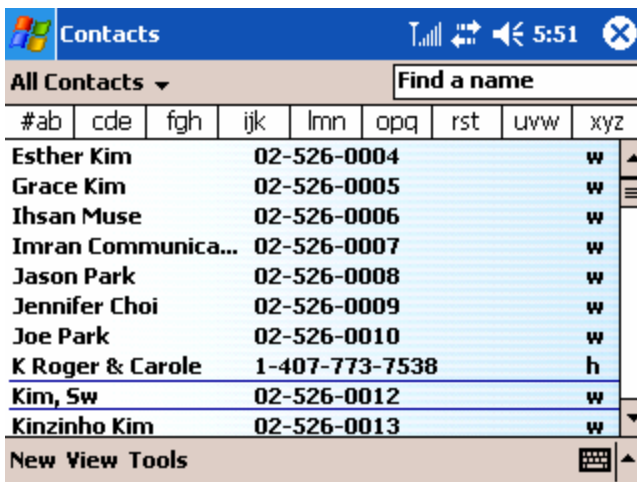 Contacts 5:51
All Contacts Find a name
#ab cde fgh ijk lmn opq rst uvw xyz
Esther Kim 02-526-0004 w
Grace Kim 02-526-0005 w
Ihsan Muse 02-526-0006 w
Imran Communica... 02-526-0007 w
Jason Park 02-526-0008 w
Jennifer Choi 02-526-0009 w
Joe Park 02-526-0010 w
K Roger & Carole 1-407-773-7538 h
Kim, Sw 02-526-0012 w
Kinzinho Kim 02-526-0013 w
New View Tools